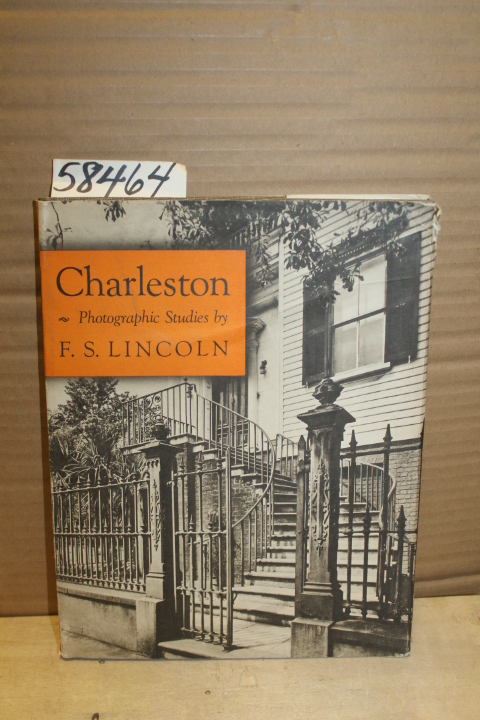 58464
Charleston
~ Photographic Studies by
F. S. LINCOLN